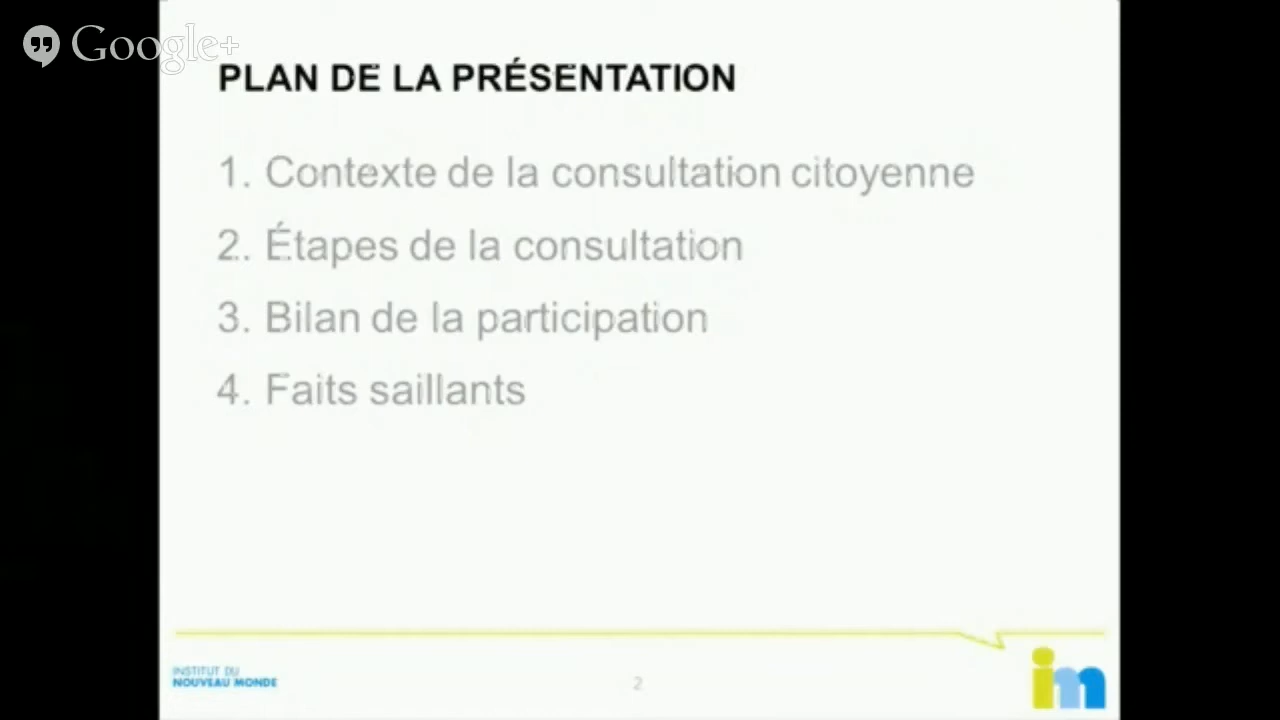 Google+
PLAN DE LA PRÉSENTATION
1. Contexte de la consultation citoyenne
2. Étapes de la consultation
3. Bilan de la participation
4. Faits saillants
INSTITUT DU
NOUVEAU MONDE
2
inm